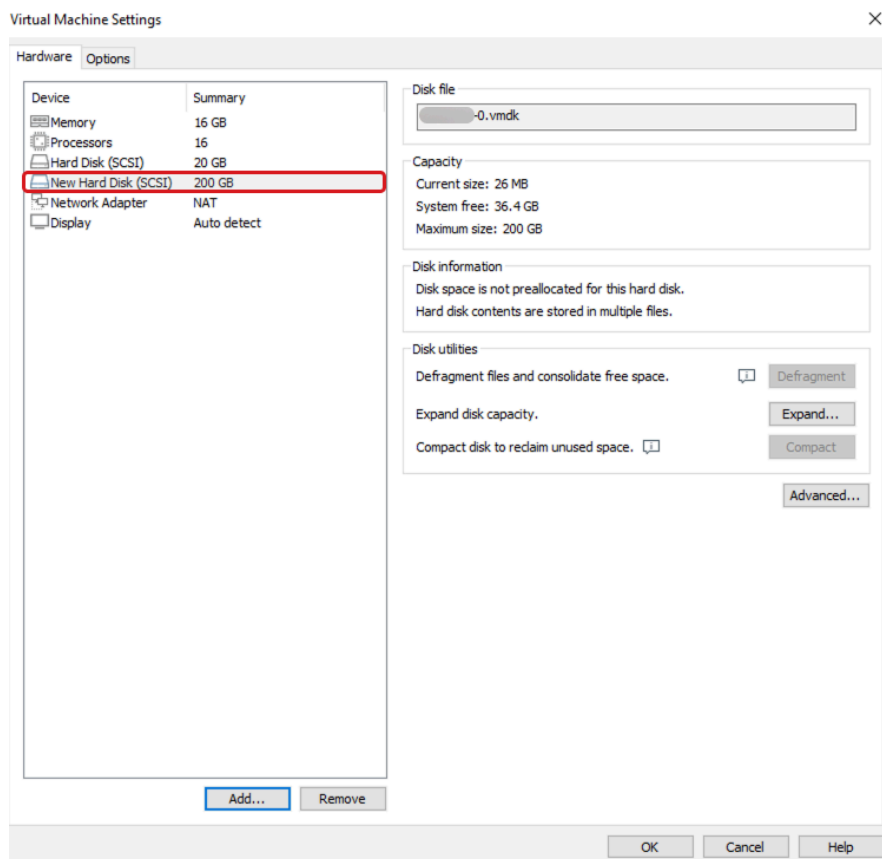 Virtual Machine Settings
Hardware Options
Device Summary
Memory 16 GB
Processors 16
Hard Disk (SCSI) 20 GB
New Hard Disk (SCSI) 200 GB
Network Adapter NAT
Display Auto detect
Add... Remove
Disk file
-0.vmdk
Capacity
Current size: 26 MB
System free: 36.4 GB
Maximum size: 200 GB
Disk information
Disk space is not preallocated for this hard disk.
Hard disk contents are stored in multiple files.
Disk utilities
Defragment files and consolidate free space. Defragment
Expand disk capacity. Expand...
Compact disk to reclaim unused space. Compact
Advanced...
OK Cancel Help